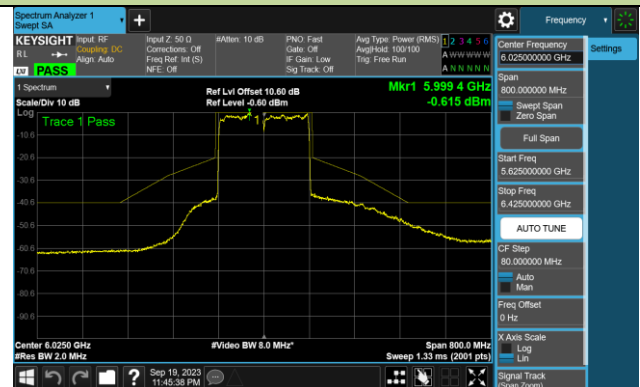 Spectrum Analyzer 1
Swept SA
Frequency
KEYSIGHT
RL
Input: RF
Coupling: DC
Align: Auto
Input Z: 50 Ω
Corrections: Off
Freq Ref: Int (S)
NFE: Off
#Atten: 10 dB
PNO: Fast
Gate: Off
IF Gain: Low
Sig Track: Off
Avg Type: Power (RMS)
Avg|Hold: 100/100
Trig: Free Run
1 2 3 4 5 6
A W W W W W
A N N N N N
LXI
PASS
1 Spectrum
Scale/Div 10 dB
Ref Lvl Offset 10.60 dB
Ref Level -0.60 dBm
Mkr1 5.999 4 GHz
-0.615 dBm
Log
Trace 1 Pass
1
-10.6
-20.6
-30.6
-40.6
-50.6
-60.6
-70.6
-80.6
-90.6
Center 6.0250 GHz
#Res BW 2.0 MHz
#Video BW 8.0 MHz*
Span 800.0 MHz
Sweep 1.33 ms (2001 pts)
Sep 19, 2023
11:45:38 PM
Center Frequency
6.025000000 GHz
Settings
Span
800.000000 MHz
Swept Span
Zero Span
Full Span
Start Freq
5.625000000 GHz
Stop Freq
6.425000000 GHz
AUTO TUNE
CF Step
80.000000 MHz
Auto
Man
Freq Offset
0 Hz
X Axis Scale
Log
Lin
Signal Track
(Span Zoom)